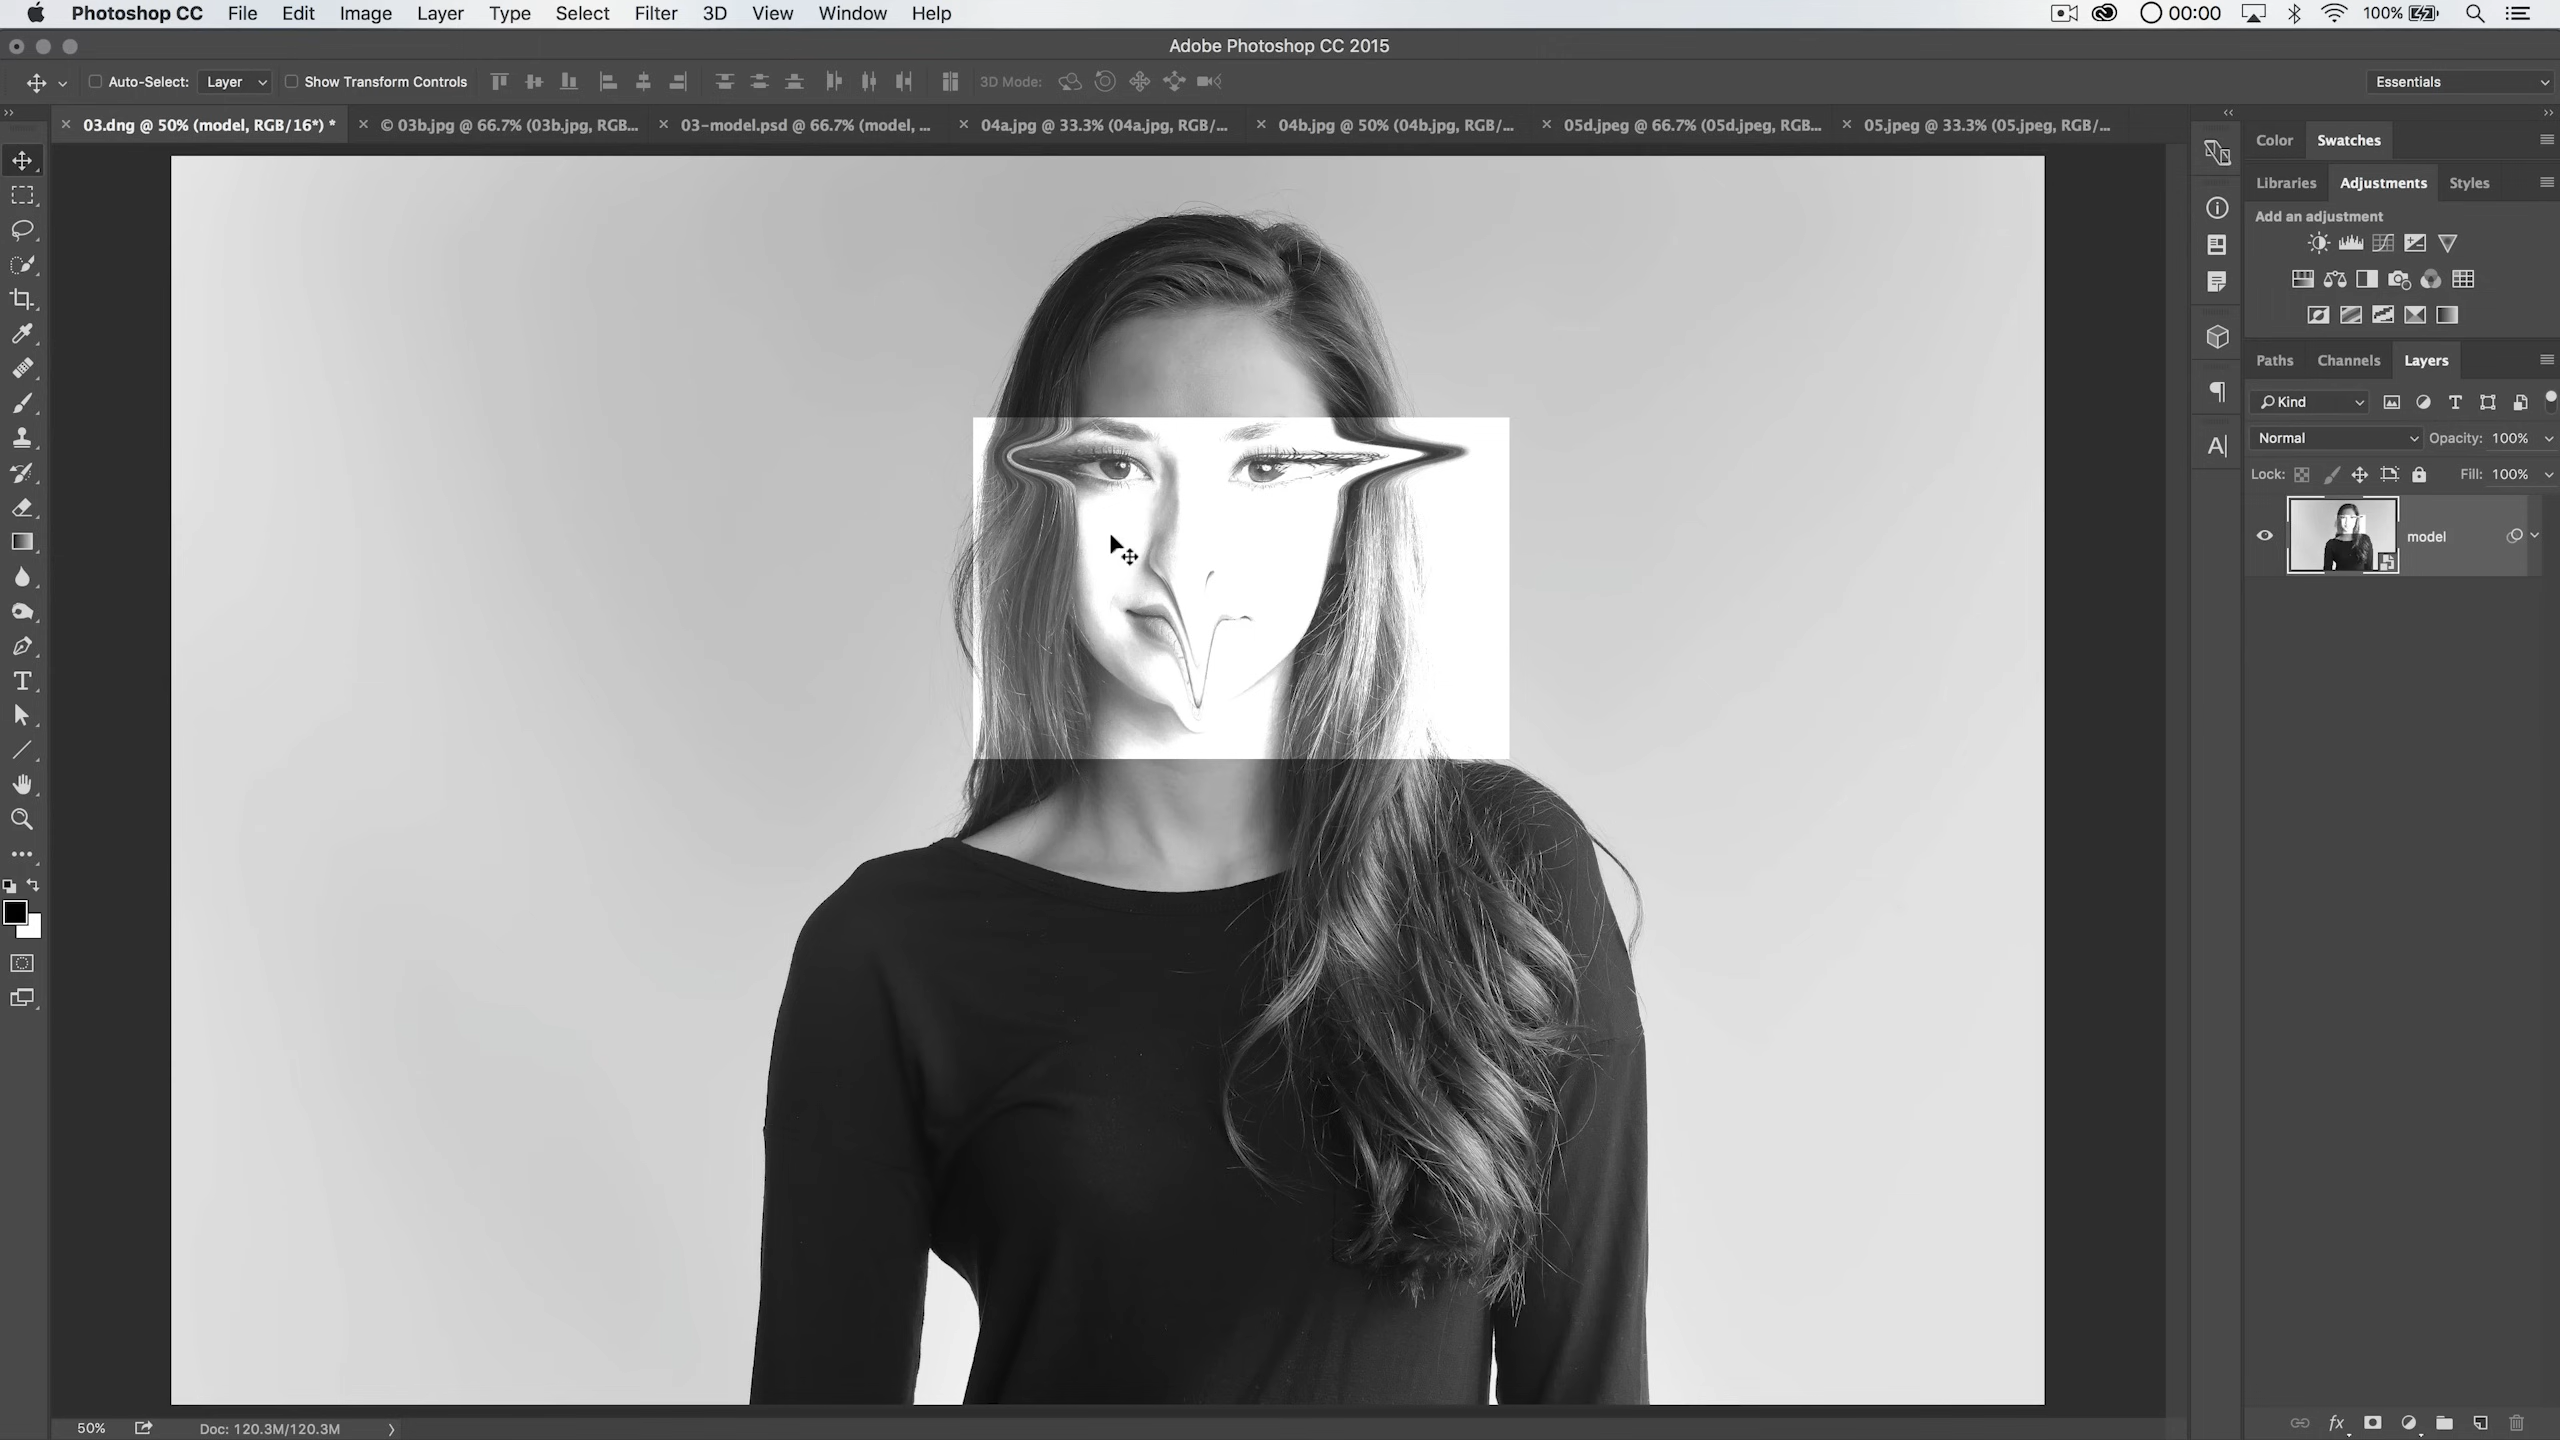 Photoshop CC File Edit Image Layer Type Select Filter 3D View Window Help 00:00 100%
Adobe Photoshop CC 2015
Auto-Select: Layer Show Transform Controls 3D Mode: Essentials
03.dng @ 50% (model, RGB/16*) * © 03b.jpg @ 66.7% (03b.jpg, RGB... 03-model.psd @ 66.7% (model, ... 04a.jpg @ 33.3% (04a.jpg, RGB/... 04b.jpg @ 50% (04b.jpg, RGB/... 05d.jpeg @ 66.7% (05d.jpeg, RGB... 05.jpeg @ 33.3% (05.jpeg, RGB/...
Color Swatches
Libraries Adjustments Styles
Add an adjustment
Paths Channels Layers
Kind
Normal Opacity: 100%
Lock: Fill: 100%
model
50% Doc: 120.3M/120.3M